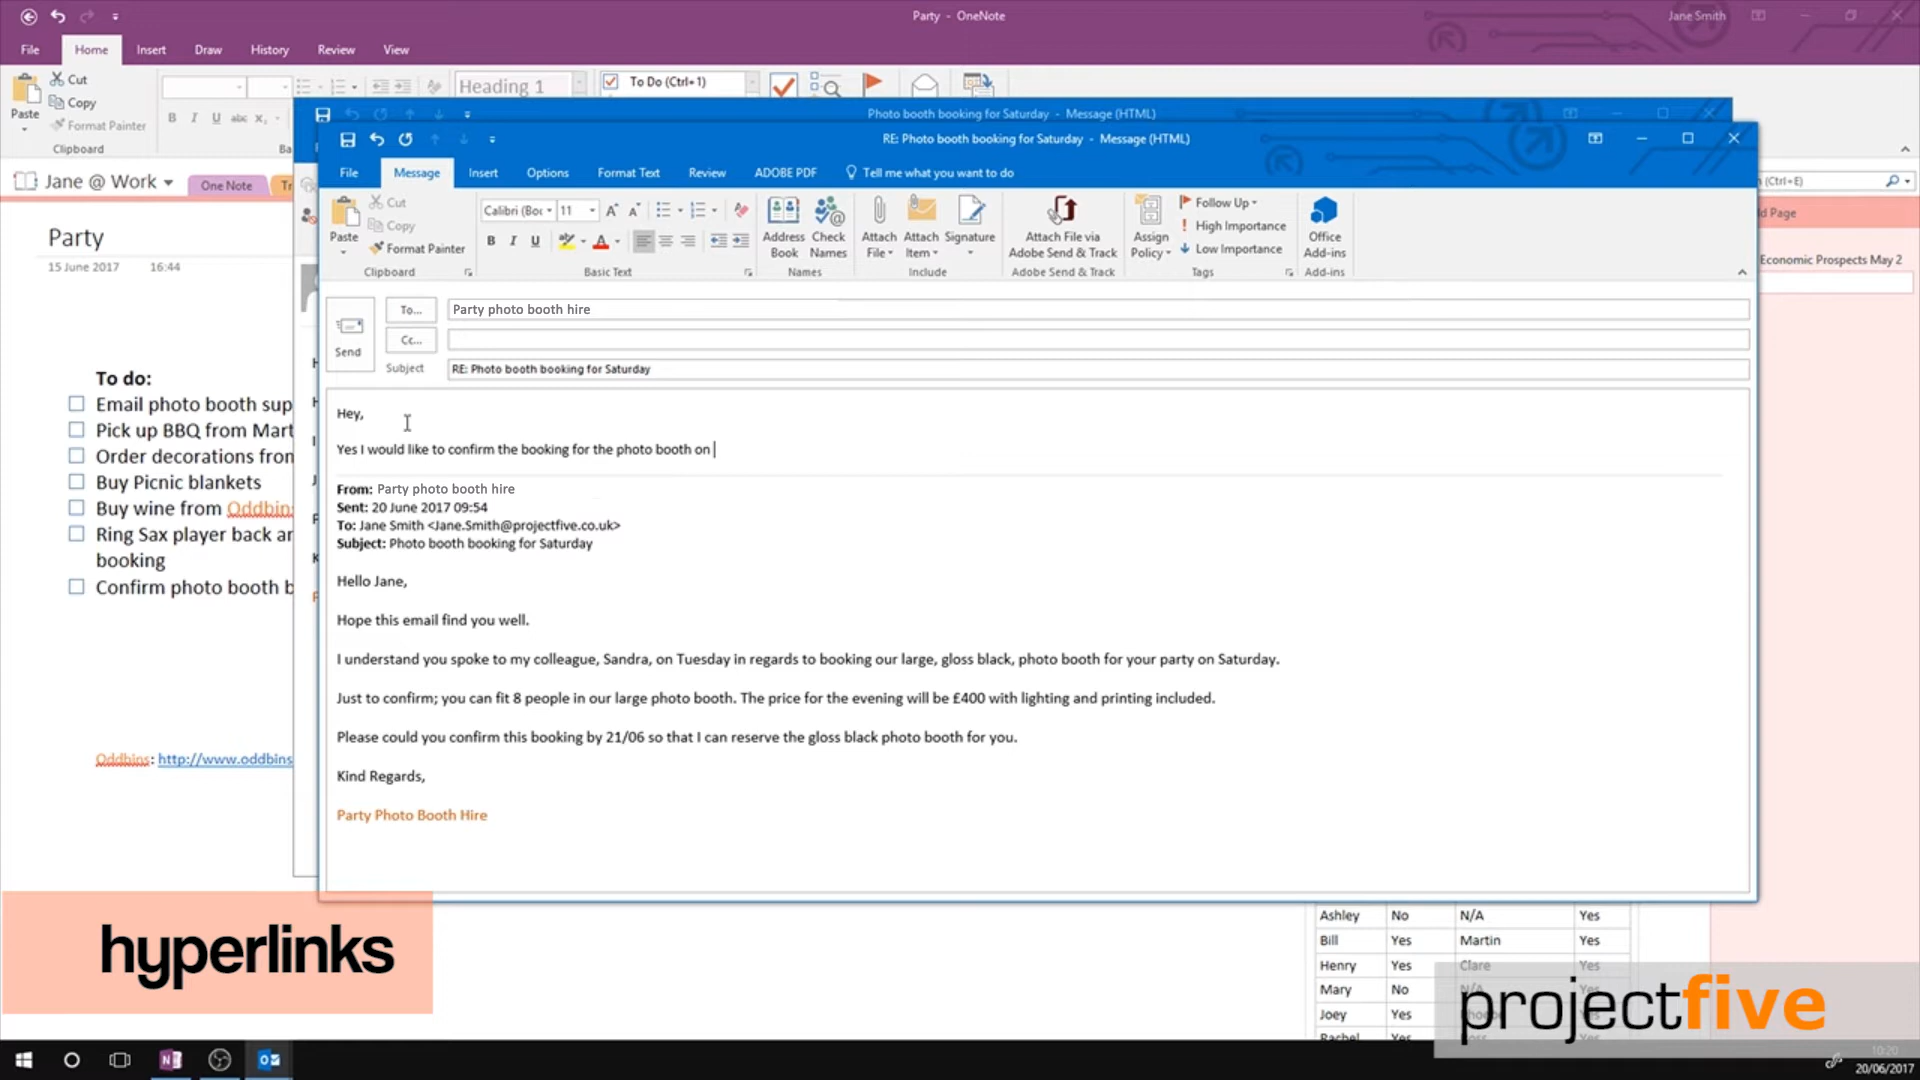 Party - OneNote
Jane Smith
File Home Insert Draw History Review View
Cut
Copy
Format Painter
Paste
Clipboard
B I U abc
Heading 1
To Do (Ctrl+1)
Photo booth booking for Saturday - Message (HTML)
RE: Photo booth booking for Saturday - Message (HTML)
File Message Insert Options Format Text Review ADOBE PDF Tell me what you want to do
Cut
Copy
Format Painter
Paste
Clipboard
Calibri (Boc 11
B I U
Basic Text
Address Book
Check Names
Names
Attach File
Attach Item
Signature
Include
Attach File via
Adobe Send & Track
Adobe Send & Track
Assign Policy
Follow Up
High Importance
Low Importance
Tags
Office Add-ins
Add-ins
Jane @ Work
One Note
(Ctrl+E)
Page
Economic Prospects May 2
Party
15 June 2017 16:44
To do:
Email photo booth sup
Pick up BBQ from Mart
Order decorations from
Buy Picnic blankets
Buy wine from Oddbins
Ring Sax player back ar
booking
Confirm photo booth b
Oddbins: http://www.oddbins
Send
To... Party photo booth hire
Cc...
Subject RE: Photo booth booking for Saturday
Hey,
Yes I would like to confirm the booking for the photo booth on
From: Party photo booth hire
Sent: 20 June 2017 09:54
To: Jane Smith <Jane.Smith@projectfive.co.uk>
Subject: Photo booth booking for Saturday
Hello Jane,
Hope this email find you well.
I understand you spoke to my colleague, Sandra, on Tuesday in regards to booking our large, gloss black, photo booth for your party on Saturday.
Just to confirm; you can fit 8 people in our large photo booth. The price for the evening will be £400 with lighting and printing included.
Please could you confirm this booking by 21/06 so that I can reserve the gloss black photo booth for you.
Kind Regards,
Party Photo Booth Hire
Ashley No N/A Yes
Bill Yes Martin Yes
Henry Yes Clare Yes
Mary No N/A Yes
Joey Yes Phoebe Yes
Rachel Yes Ross Yes
hyperlinks
projectfive
10:20
20/06/2017